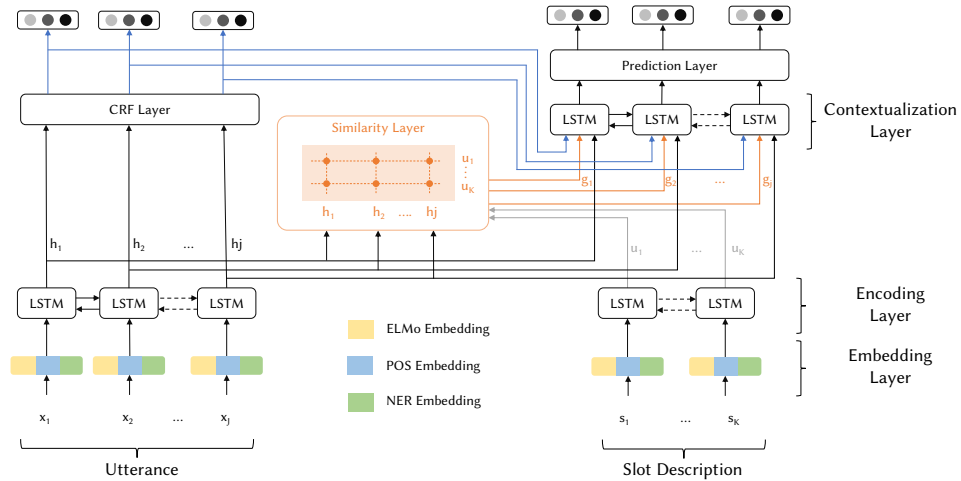 Prediction Layer
CRF Layer
LSTM LSTM LSTM
Contextualization
Layer
Similarity Layer
u1
⋮
uK
h1 h2 .... hj
g1 g2 ... gj
h1 h2 ... hj
u1 ... uK
LSTM LSTM LSTM
LSTM LSTM
Encoding
Layer
ELMo Embedding
POS Embedding
NER Embedding
Embedding
Layer
x1 x2 ... xJ
s1 ... sK
Utterance
Slot Description